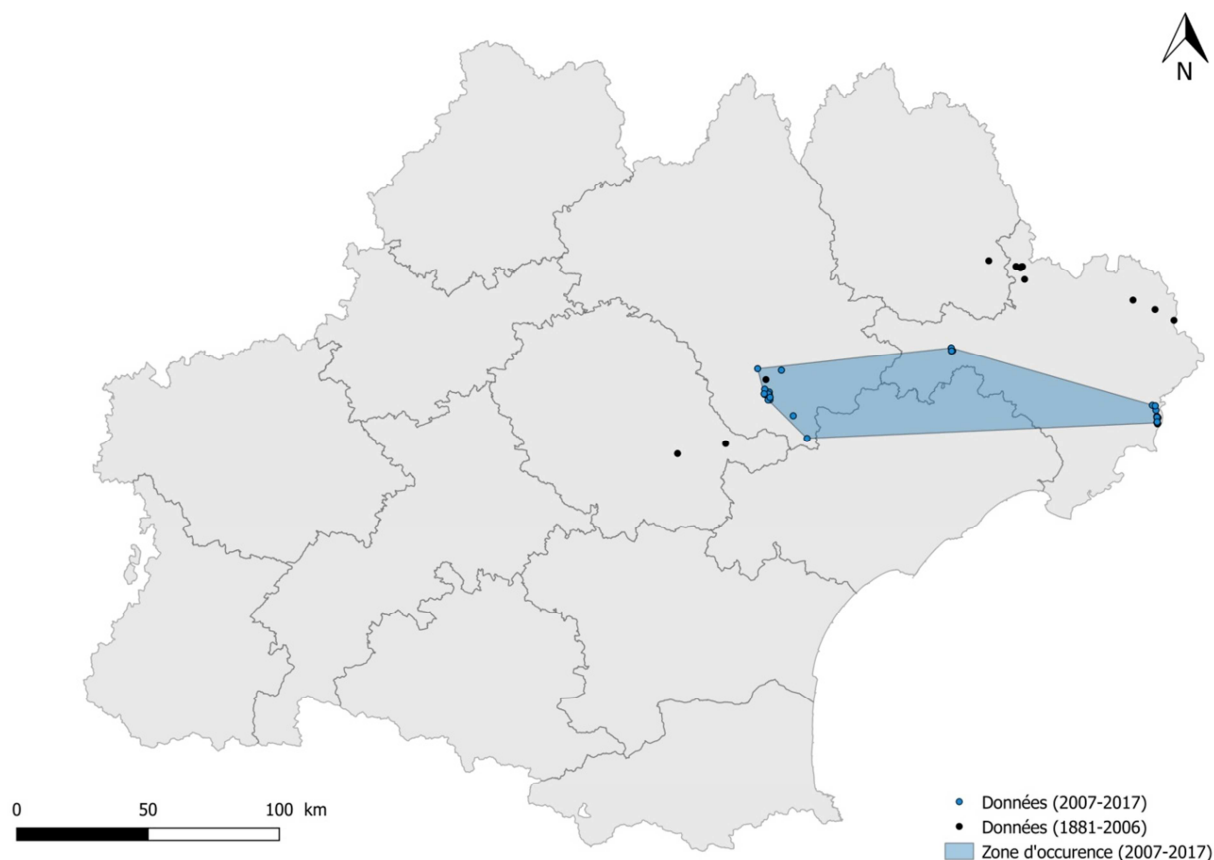 N
0 50 100 km
Données (2007-2017)
Données (1881-2006)
Zone d'occurence (2007-2017)